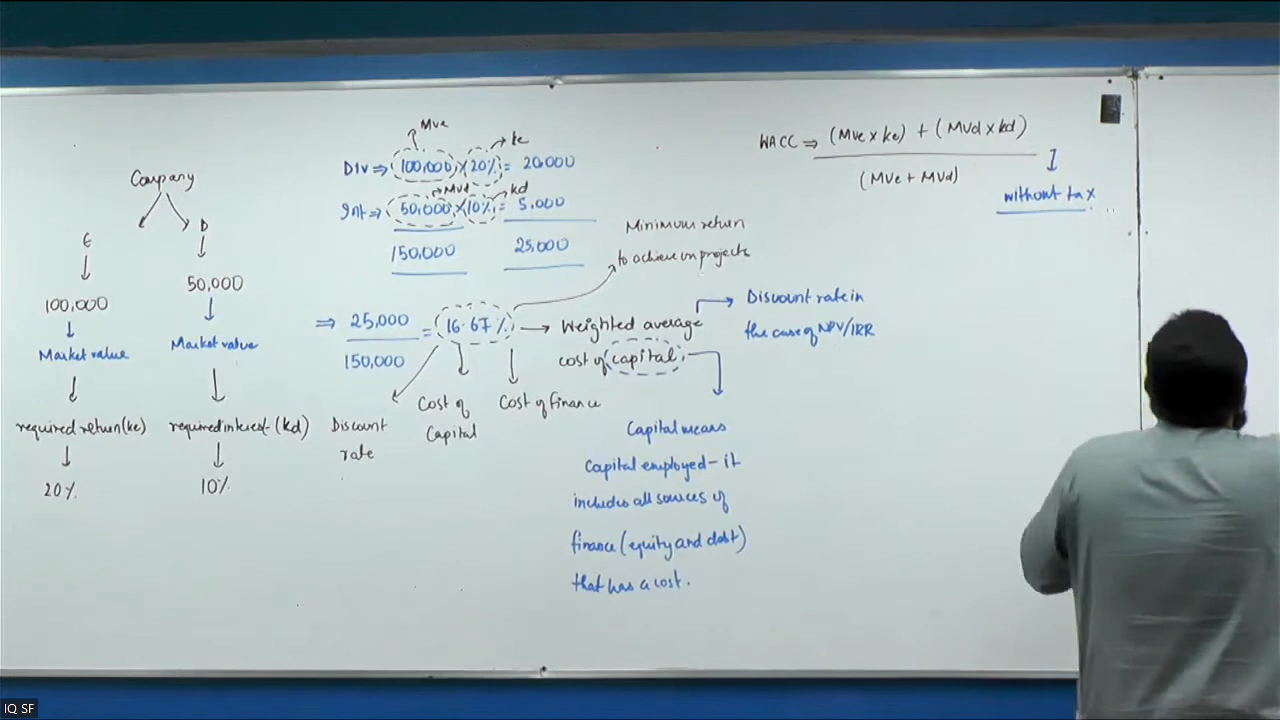 Company
E
D
100,000
50,000
Market value
Market value
required return (ke)
required interest (kd)
20%
10%
Mve
Div ⇒ 100,000 × 20% = 20,000
ke
Mvd
kd
Int ⇒ 50,000 × 10% = 5,000
150,000
25,000
⇒ 25,000
150,000
= 16.67%
Minimum return
to achieve on projects
Weighted average
cost of capital.
Discount
rate
Cost of
Capital
Cost of finance
Discount rate in
the case of NPV/IRR
Capital means
Capital employed - it
includes all sources of
finance (equity and debt)
that has a cost.
WACC ⇒ (Mve × ke) + (MVd × kd)
(MVe + MVd)
without tax
IQ SF